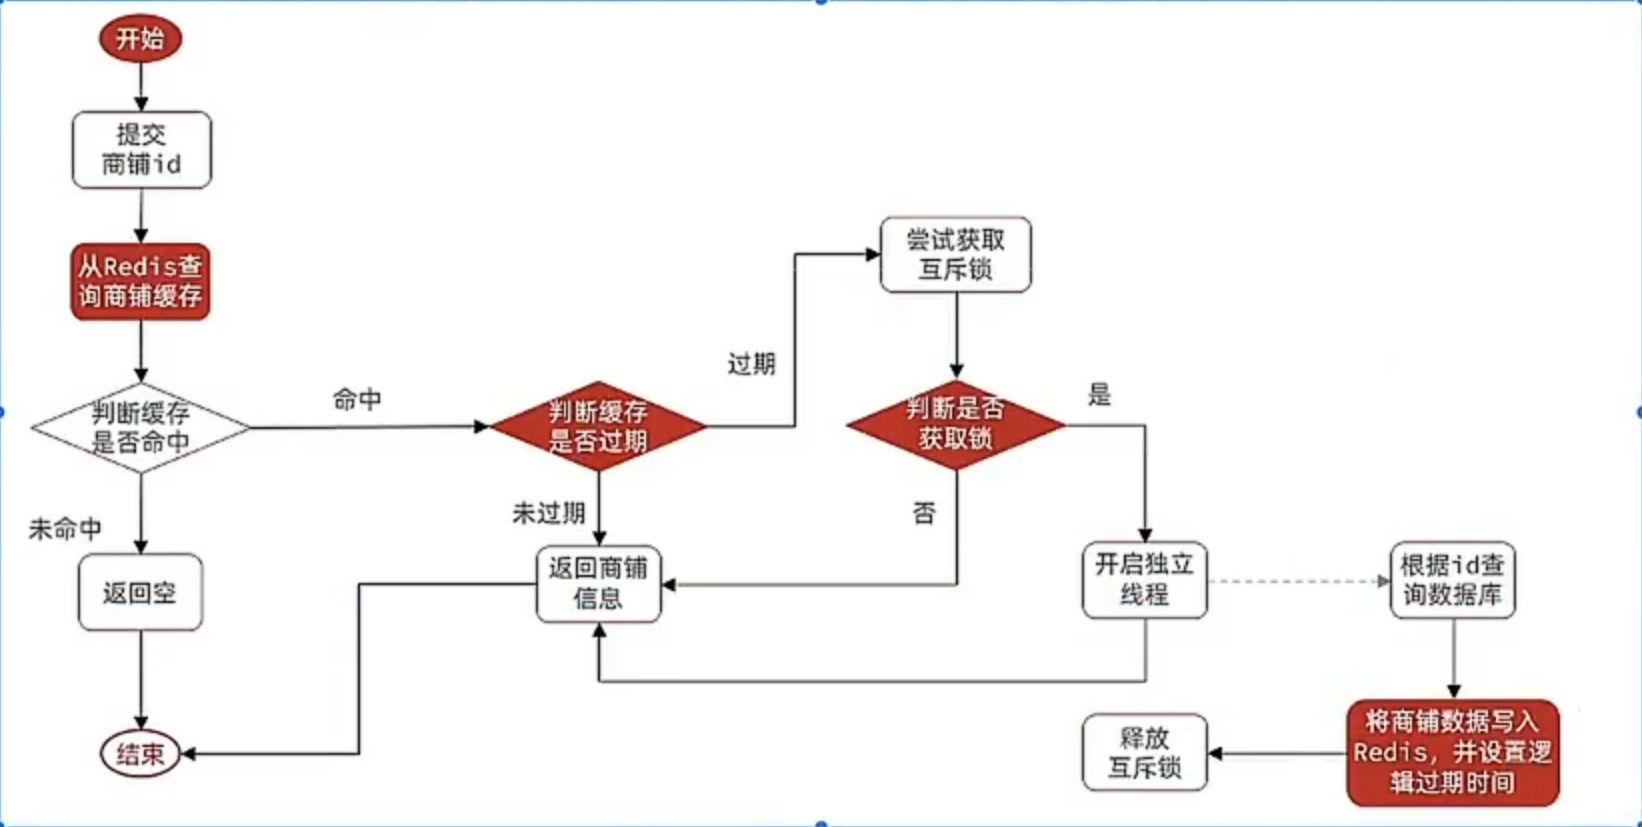 开始
提交
商铺id
从Redis查
询商铺缓存
判断缓存
是否命中
命中
未命中
返回空
结束
判断缓存
是否过期
过期
未过期
返回商铺
信息
尝试获取
互斥锁
判断是否
获取锁
是
否
开启独立
线程
根据id查
询数据库
将商铺数据写入
Redis，并设置逻
辑过期时间
释放
互斥锁